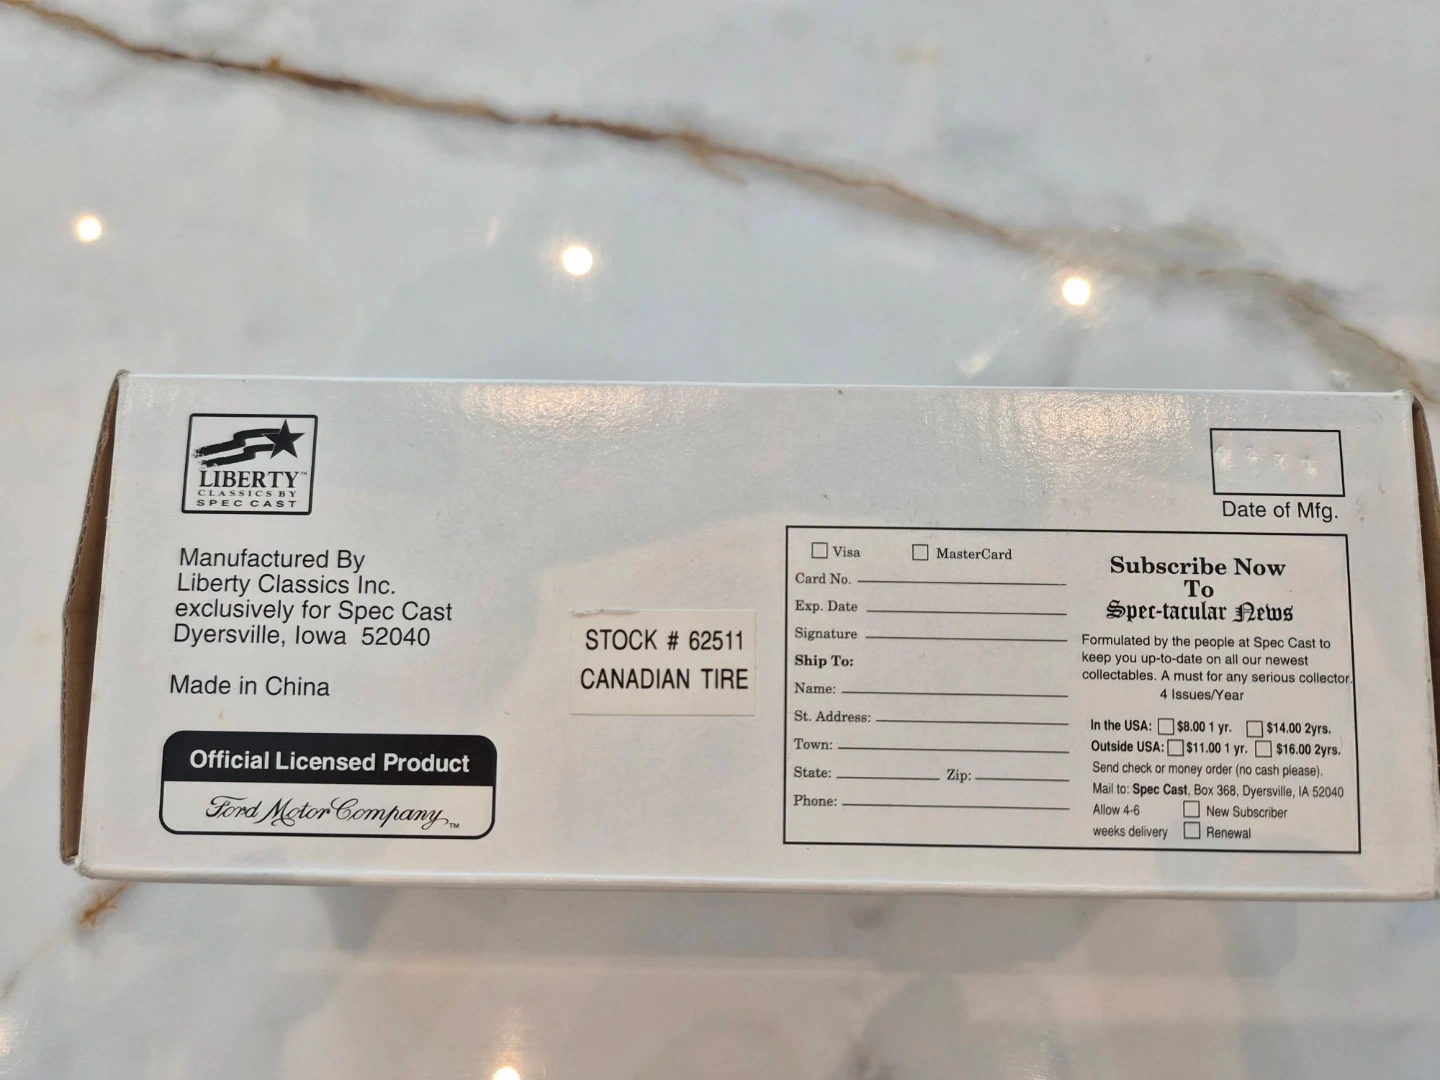 LIBERTY™
CLASSICS BY
SPEC CAST
Manufactured By
Liberty Classics Inc.
exclusively for Spec Cast
Dyersville, Iowa 52040
Made in China
Official Licensed Product
Ford Motor Company™
STOCK # 62511
CANADIAN TIRE
Date of Mfg.
Visa MasterCard
Card No.
Exp. Date
Signature
Ship To:
Name:
St. Address:
Town:
State: Zip:
Phone:
Subscribe Now
To
Spec-tacular News
Formulated by the people at Spec Cast to
keep you up-to-date on all our newest
collectables. A must for any serious collector.
4 Issues/Year
In the USA: $8.00 1 yr. $14.00 2yrs.
Outside USA: $11.00 1 yr. $16.00 2yrs.
Send check or money order (no cash please).
Mail to: Spec Cast, Box 368, Dyersville, IA 52040
Allow 4-6 New Subscriber
weeks delivery Renewal